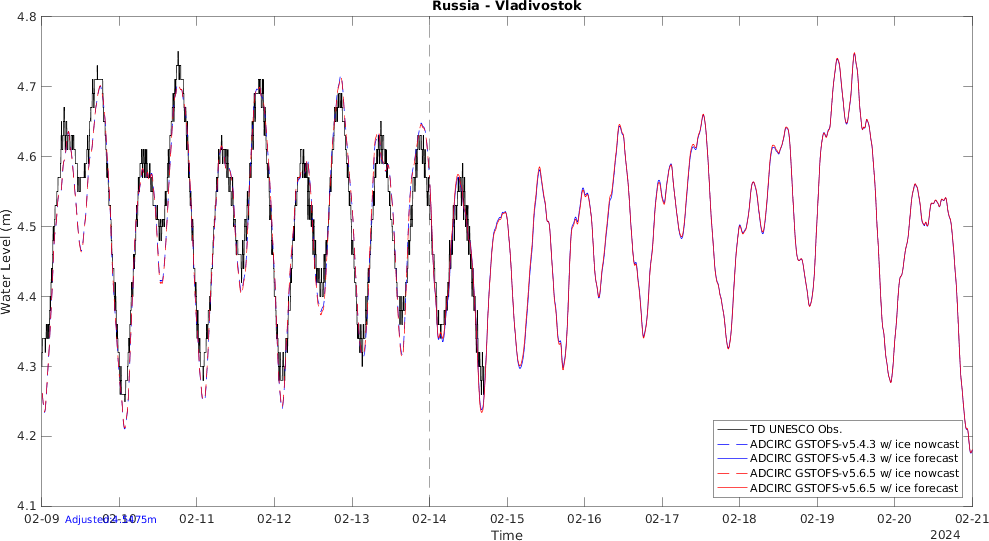 Russia - Vladivostok
4.8
4.7
4.6
4.5
4.4
4.3
4.2
4.1
Water Level (m)
TD UNESCO Obs.
ADCIRC GSTOFS-v5.4.3 w/ ice nowcast
ADCIRC GSTOFS-v5.4.3 w/ ice forecast
ADCIRC GSTOFS-v5.6.5 w/ ice nowcast
ADCIRC GSTOFS-v5.6.5 w/ ice forecast
02-09 02-10 02-11 02-12 02-13 02-14 02-15 02-16 02-17 02-18 02-19 02-20 02-21
Time
2024